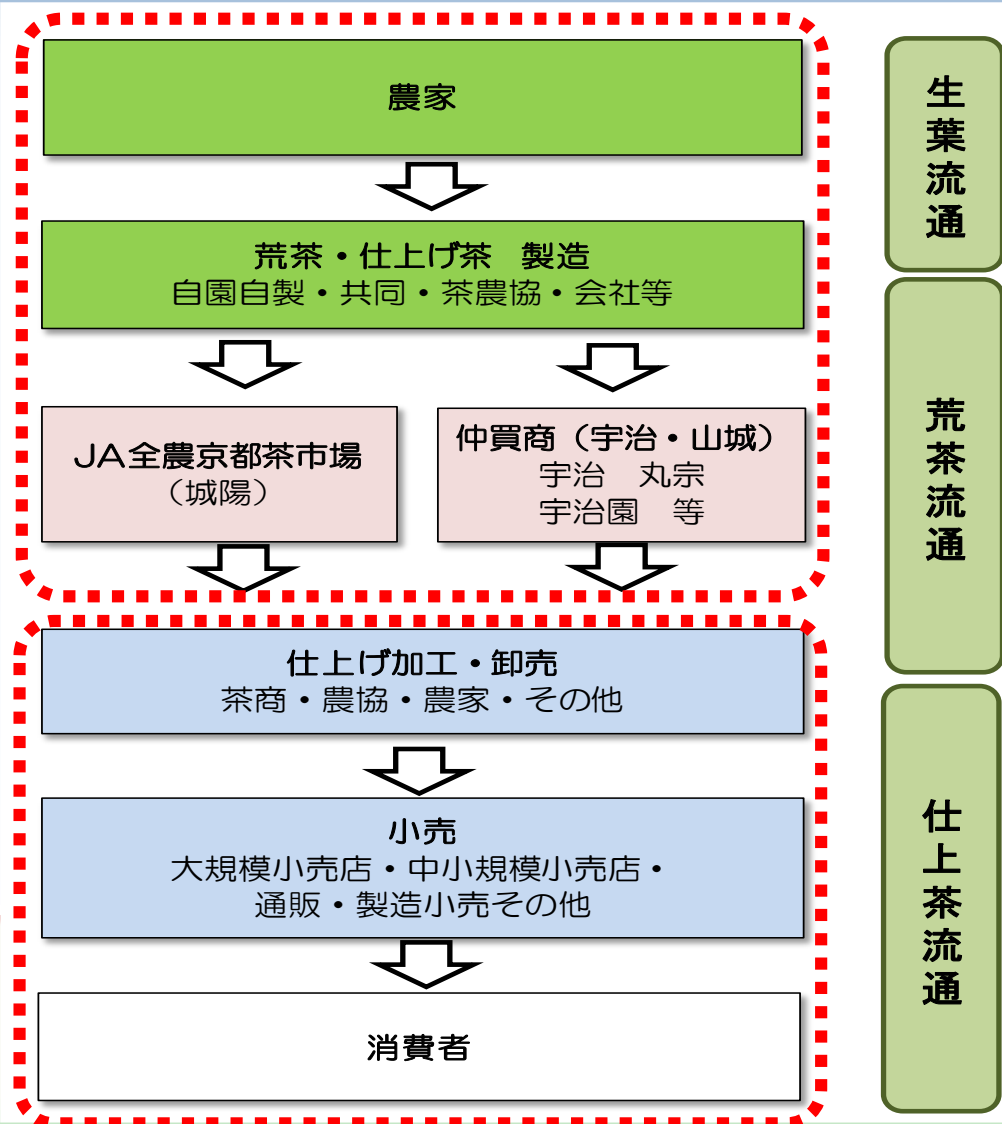 農家
荒茶・仕上げ茶　製造
自園自製・共同・茶農協・会社等
JA全農京都茶市場
（城陽）
仲買商（宇治・山城）
宇治　丸宗
宇治園　等
仕上げ加工・卸売
茶商・農協・農家・その他
小売
大規模小売店・中小規模小売店・
通販・製造小売その他
消費者
生葉流通
荒茶流通
仕上茶流通